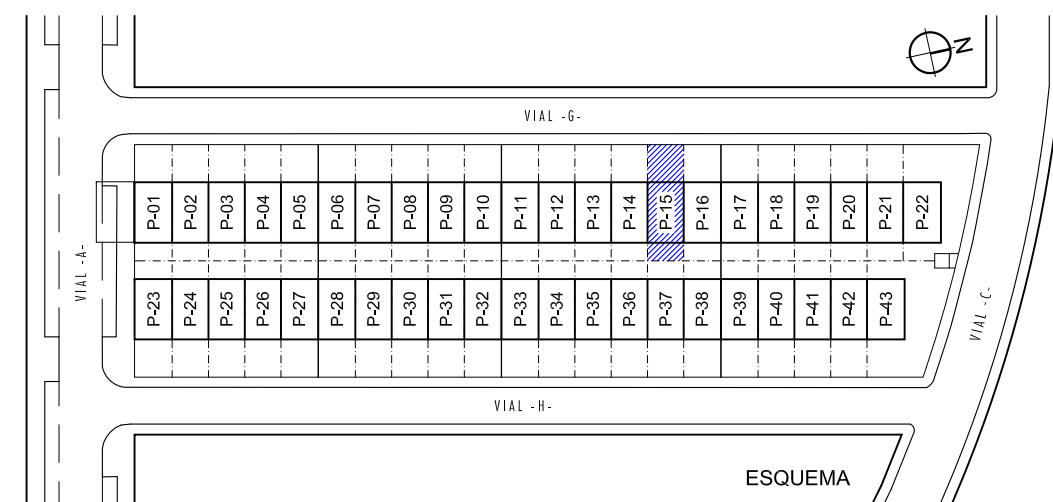 N
VIAL -G-
P-01 P-02 P-03 P-04 P-05 P-06 P-07 P-08 P-09 P-10 P-11 P-12 P-13 P-14 P-15 P-16 P-17 P-18 P-19 P-20 P-21 P-22
VIAL -A-
P-23 P-24 P-25 P-26 P-27 P-28 P-29 P-30 P-31 P-32 P-33 P-34 P-35 P-36 P-37 P-38 P-39 P-40 P-41 P-42 P-43
VIAL -C-
VIAL -H-
ESQUEMA